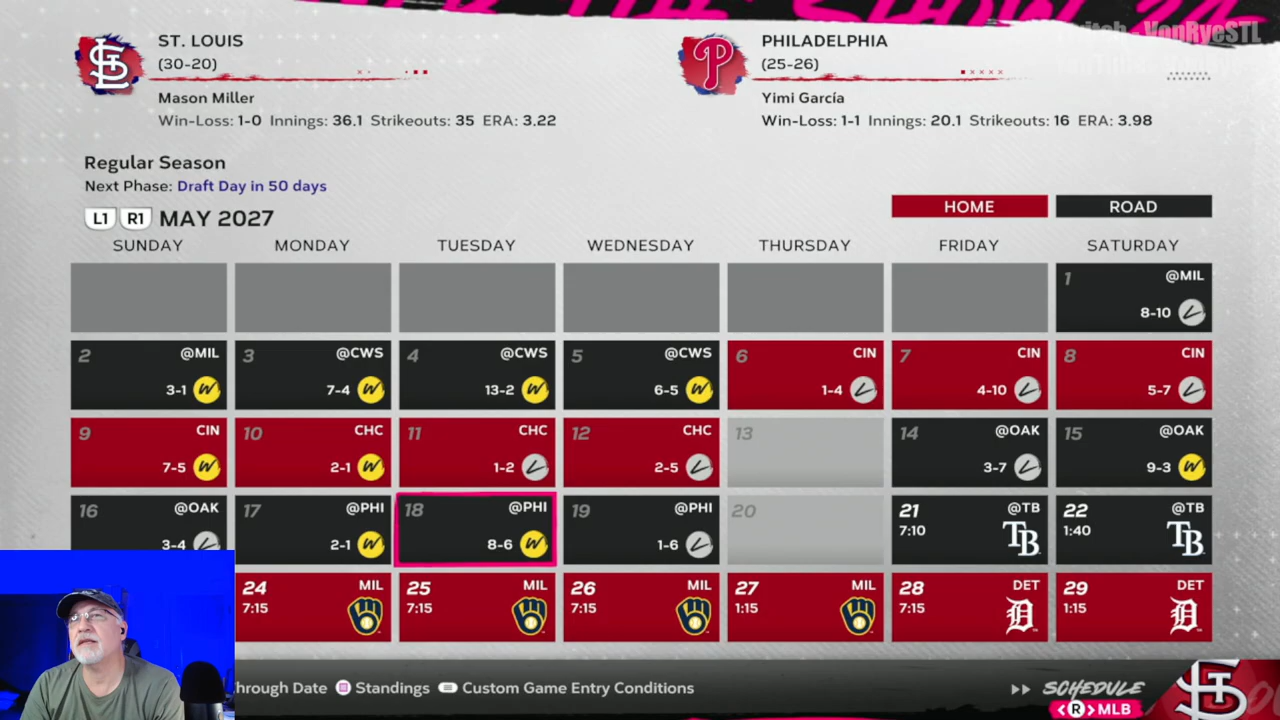 THE SHOW 24
Twitch - VonRyeSTL
ST. LOUIS
(30-20)
Mason Miller
Win-Loss: 1-0 Innings: 36.1 Strikeouts: 35 ERA: 3.22
PHILADELPHIA
(25-26)
Yimi García
Win-Loss: 1-1 Innings: 20.1 Strikeouts: 16 ERA: 3.98
Regular Season
Next Phase: Draft Day in 50 days
L1 R1 MAY 2027
HOME ROAD
SUNDAY MONDAY TUESDAY WEDNESDAY THURSDAY FRIDAY SATURDAY
1 @MIL
8-10 L
2 @MIL 3 @CWS 4 @CWS 5 @CWS 6 CIN 7 CIN 8 CIN
3-1 W 7-4 W 13-2 W 6-5 W 1-4 L 4-10 L 5-7 L
9 CIN 10 CHC 11 CHC 12 CHC 13 14 @OAK 15 @OAK
7-5 W 2-1 W 1-2 L 2-5 L 3-7 L 9-3 W
16 @OAK 17 @PHI 18 @PHI 19 @PHI 20 21 @TB 22 @TB
7:10 TB 1:40 TB
3-4 L 2-1 W 8-6 W 1-6 L
24 MIL 25 MIL 26 MIL 27 MIL 28 DET 29 DET
7:15 7:15 7:15 1:15 7:15 D 1:15 D
hrough Date Standings Custom Game Entry Conditions
SCHEDULE
<R> MLB